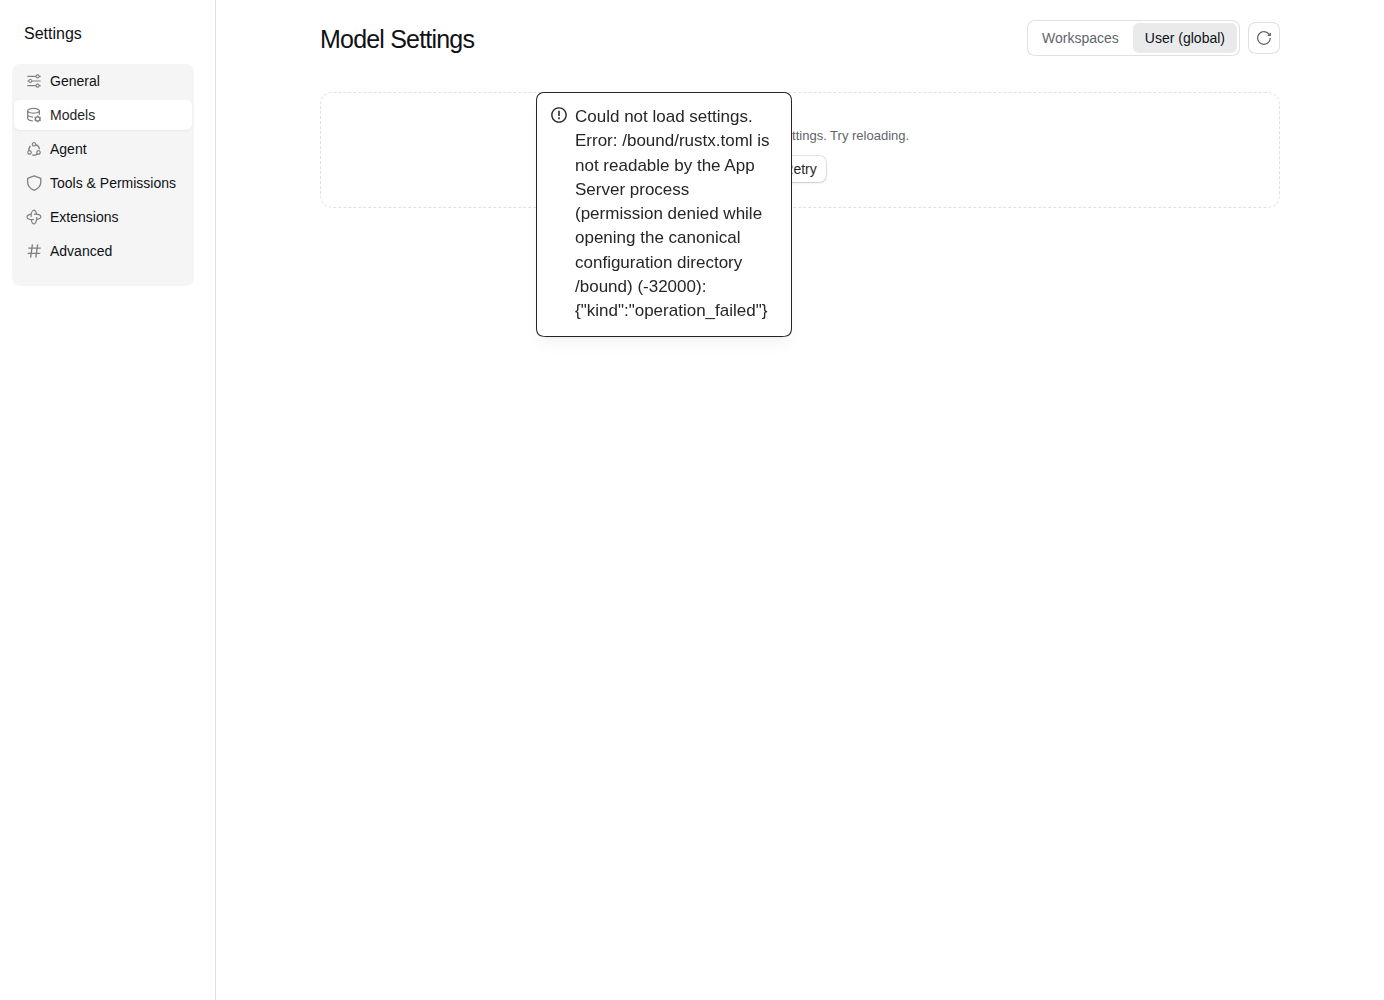 Settings
General
Models
Agent
Tools & Permissions
Extensions
Advanced
Model Settings
Workspaces
User (global)
Could not load settings.
Error: /bound/rustx.toml is
not readable by the App
Server process
(permission denied while
opening the canonical
configuration directory
/bound) (-32000):
{"kind":"operation_failed"}
Try reloading.